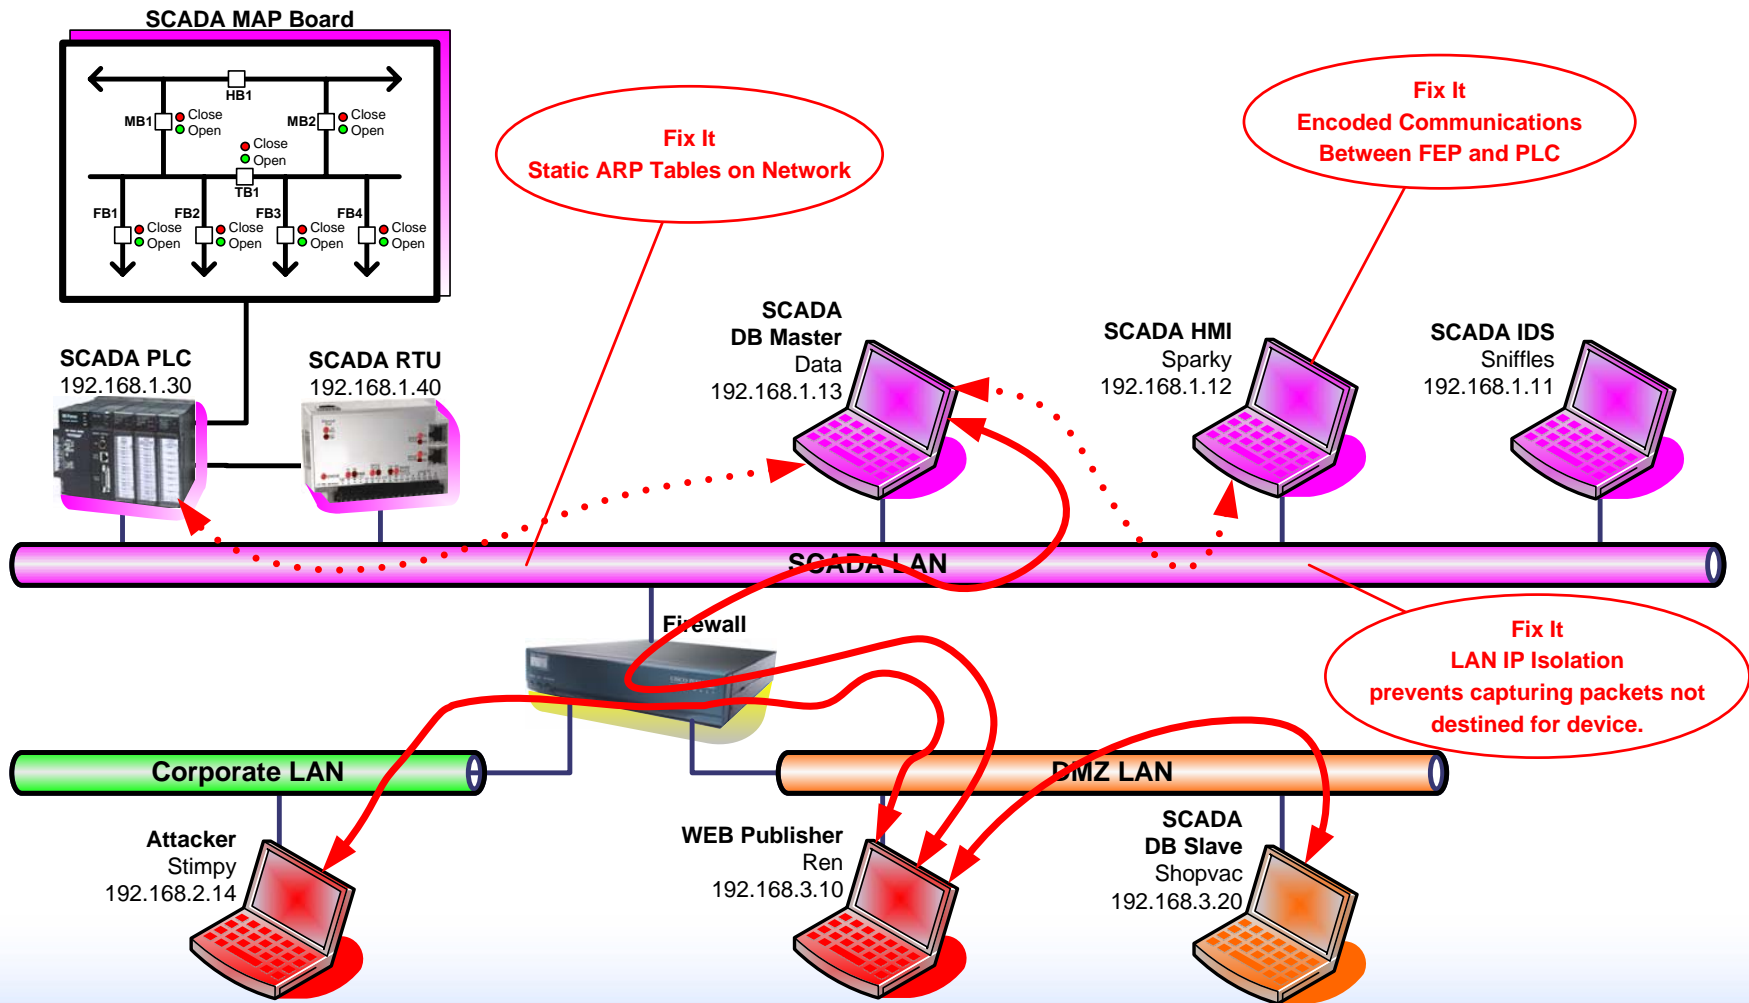 SCADA MAP Board
HB1
MB1
Close
Open
MB2
Close
Open
Close
Open
TB1
FB1
Close
Open
FB2
Close
Open
FB3
Close
Open
FB4
Close
Open
Fix It
Static ARP Tables on Network
Fix It
Encoded Communications
Between FEP and PLC
SCADA PLC
192.168.1.30
SCADA RTU
192.168.1.40
SCADA
DB Master
Data
192.168.1.13
SCADA HMI
Sparky
192.168.1.12
SCADA IDS
Sniffles
192.168.1.11
SCADA LAN
Firewall
Fix It
LAN IP Isolation
prevents capturing packets not
destined for device.
Corporate LAN
DMZ LAN
Attacker
Stimpy
192.168.2.14
WEB Publisher
Ren
192.168.3.10
SCADA
DB Slave
Shopvac
192.168.3.20